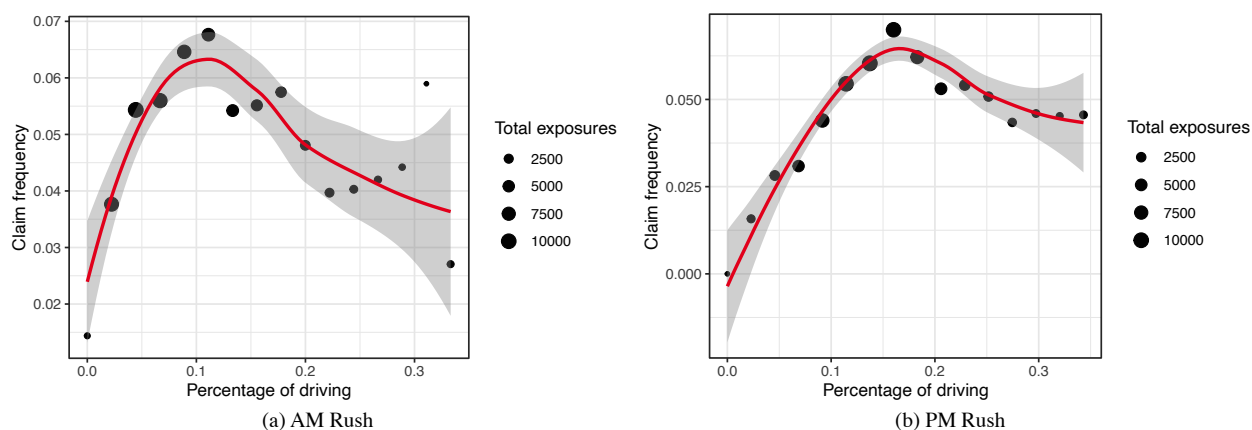 0.07
0.06
0.05
0.04
0.03
0.02
Claim frequency
0.0 0.1 0.2 0.3
Percentage of driving
Total exposures
2500
5000
7500
10000
(a) AM Rush
0.050
0.025
0.000
Claim frequency
0.0 0.1 0.2 0.3
Percentage of driving
Total exposures
2500
5000
7500
10000
(b) PM Rush